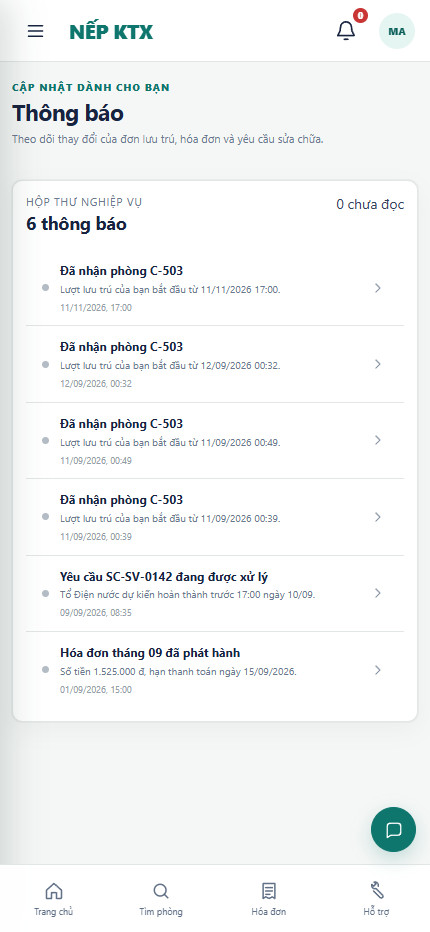 NẾP KTX
0
MA
CẬP NHẬT DÀNH CHO BẠN
Thông báo
Theo dõi thay đổi của đơn lưu trú, hóa đơn và yêu cầu sửa chữa.
HỘP THƯ NGHIỆP VỤ
6 thông báo
0 chưa đọc
Đã nhận phòng C-503
Lượt lưu trú của bạn bắt đầu từ 11/11/2026 17:00.
11/11/2026, 17:00
Đã nhận phòng C-503
Lượt lưu trú của bạn bắt đầu từ 12/09/2026 00:32.
12/09/2026, 00:32
Đã nhận phòng C-503
Lượt lưu trú của bạn bắt đầu từ 11/09/2026 00:49.
11/09/2026, 00:49
Đã nhận phòng C-503
Lượt lưu trú của bạn bắt đầu từ 11/09/2026 00:39.
11/09/2026, 00:39
Yêu cầu SC-SV-0142 đang được xử lý
Tổ Điện nước dự kiến hoàn thành trước 17:00 ngày 10/09.
09/09/2026, 08:35
Hóa đơn tháng 09 đã phát hành
Số tiền 1.525.000 đ, hạn thanh toán ngày 15/09/2026.
01/09/2026, 15:00
Trang chủ
Tìm phòng
Hóa đơn
Hỗ trợ